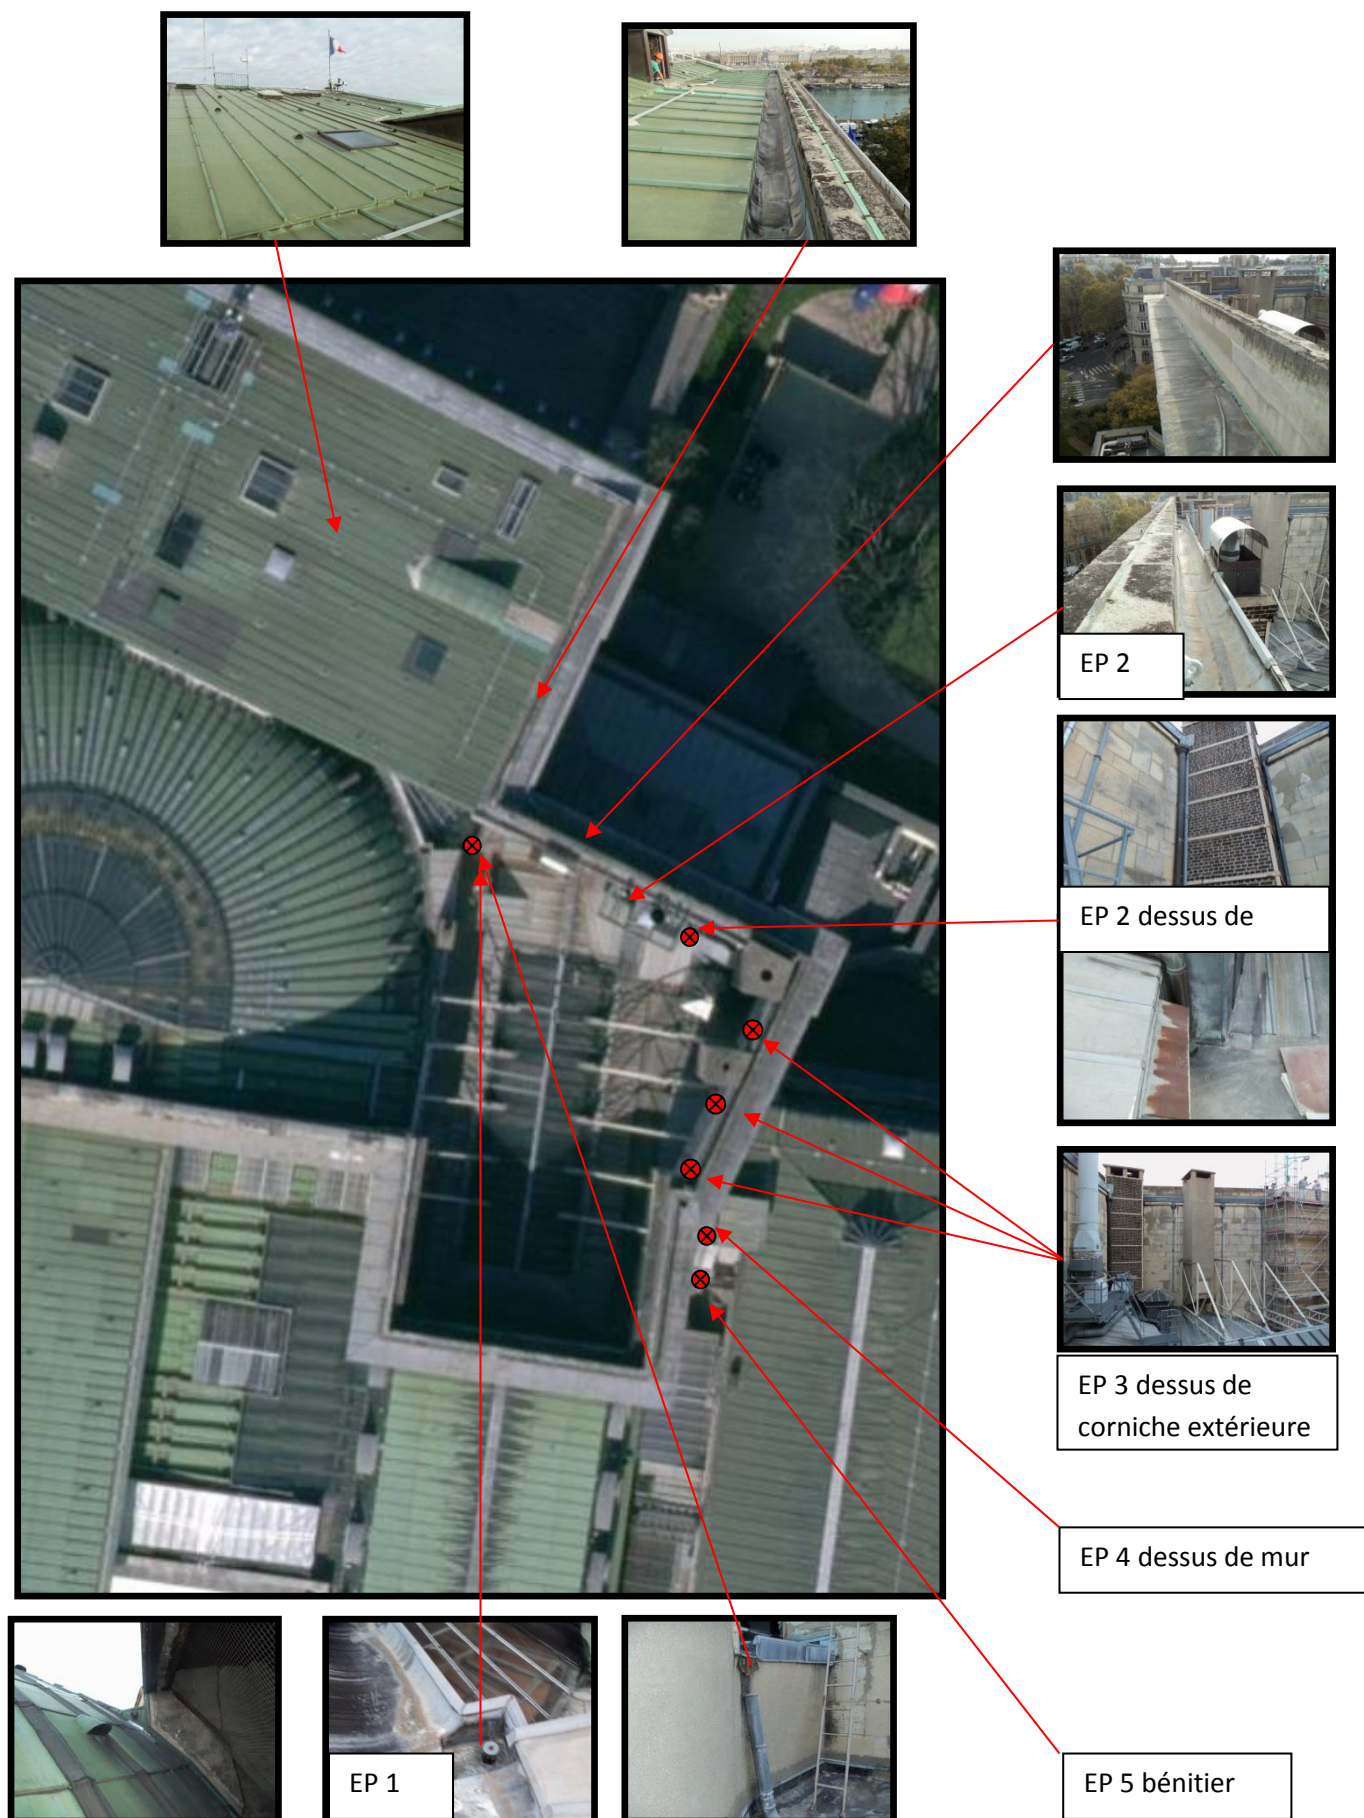 EP 2
EP 2 dessus de
EP 3 dessus de
corniche extérieure
EP 4 dessus de mur
EP 1
EP 5 bénitier